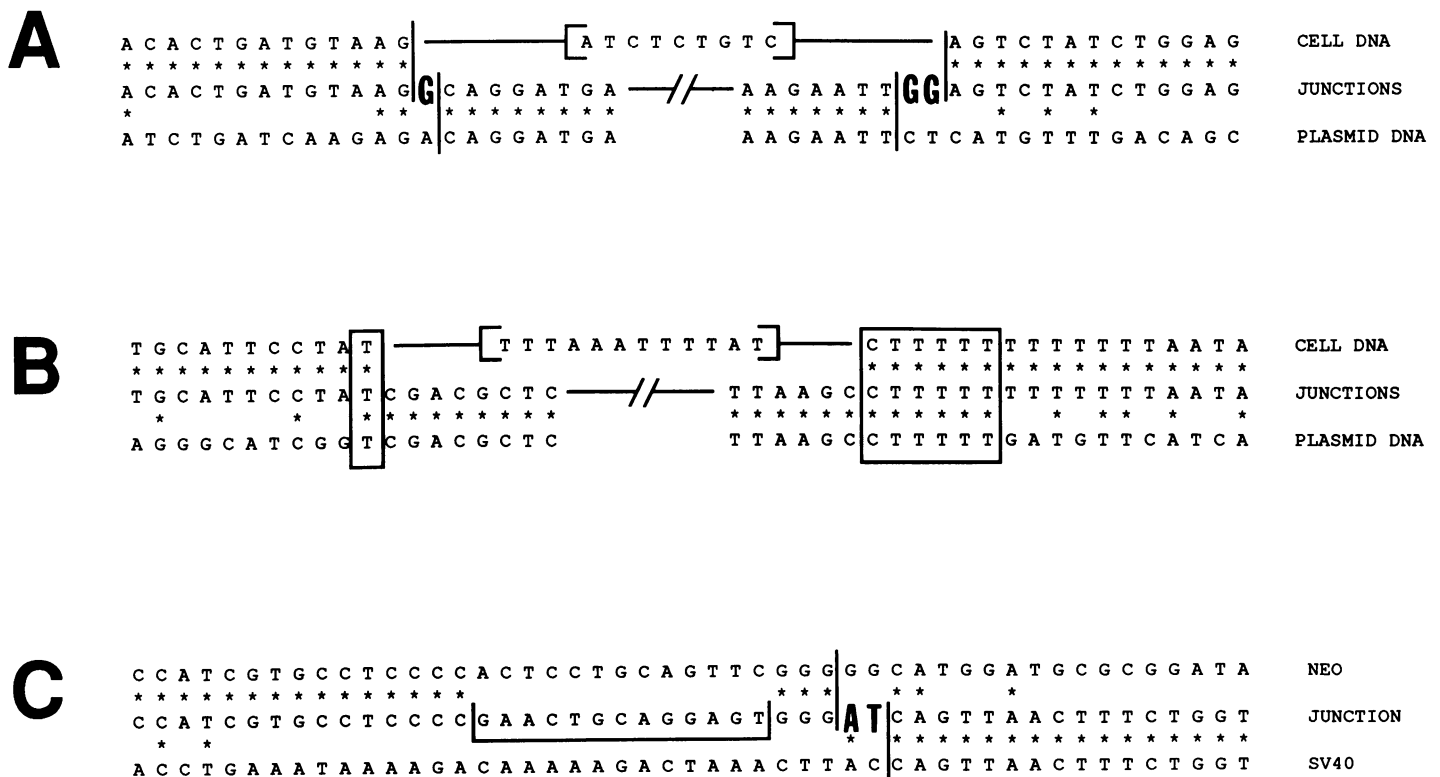 A
A C A C T G A T G T A A G [ A T C T C T G T C ] A G T C T A T C T G G A G CELL DNA
* * * * * * * * * * * * * * * * * * * * * * * * * *
A C A C T G A T G T A A G G C A G G A T G A // A A G A A T T G G A G T C T A T C T G G A G JUNCTIONS
* * * * * * * * * * * * * * * * * * * * *
A T C T G A T C A A G A G A C A G G A T G A A A G A A T T C T C A T G T T T G A C A G C PLASMID DNA
B
T G C A T T C C T A T [ T T T A A A T T T T A T ] C T T T T T T T T T T T A A T A CELL DNA
* * * * * * * * * * * * * * * * * * * * * * * * * * * *
T G C A T T C C T A T C G A C G C T C // T T A A G C C T T T T T T T T T T T A A T A JUNCTIONS
* * * * * * * * * * * * * * * * * * * * * * * * * * * *
A G G G C A T C G G T C G A C G C T C T T A A G C C T T T T T G A T G T T C A T C A PLASMID DNA
C
C C A T C G T G C C T C C C C A C T C C T G C A G T T C G G G G G C A T G G A T G C G C G G A T A NEO
* * * * * * * * * * * * * * * * * * * * *
C C A T C G T G C C T C C C C G A A C T G C A G G A G T G G G A T C A G T T A A C T T T C T G G T JUNCTION
* * * * * * * * * * * * * * * * * * *
A C C T G A A A T A A A A G A C A A A A A G A C T A A A C T T A C C A G T T A A C T T T C T G G T SV40